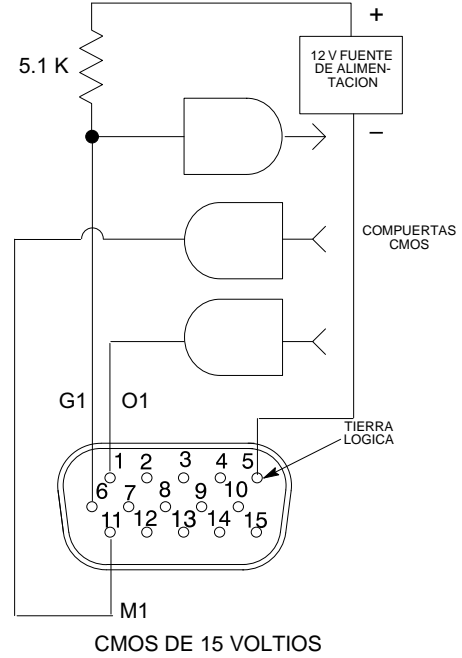 +
5.1 K
12 V FUENTE
DE ALIMEN-
TACION
−
COMPUERTAS
CMOS
G1
O1
TIERRA
LOGICA
1 2 3 4 5
6 7 8 9 10
11 12 13 14 15
M1
CMOS DE 15 VOLTIOS